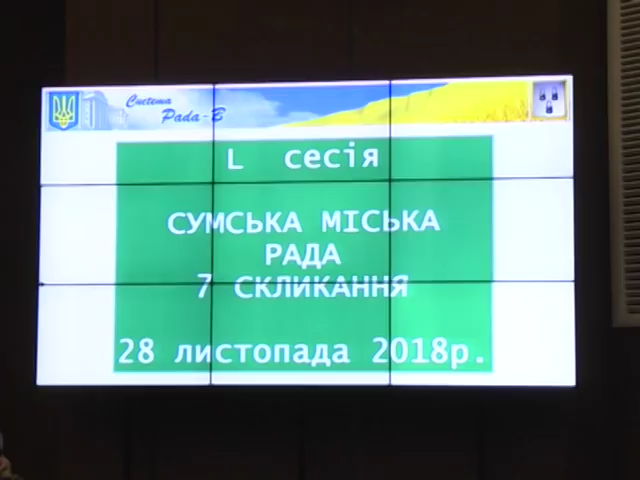 Система
Рада-В
L сесія
СУМСЬКА МІСЬКА
РАДА
7 СКЛИКАННЯ
28 листопада 2018р.